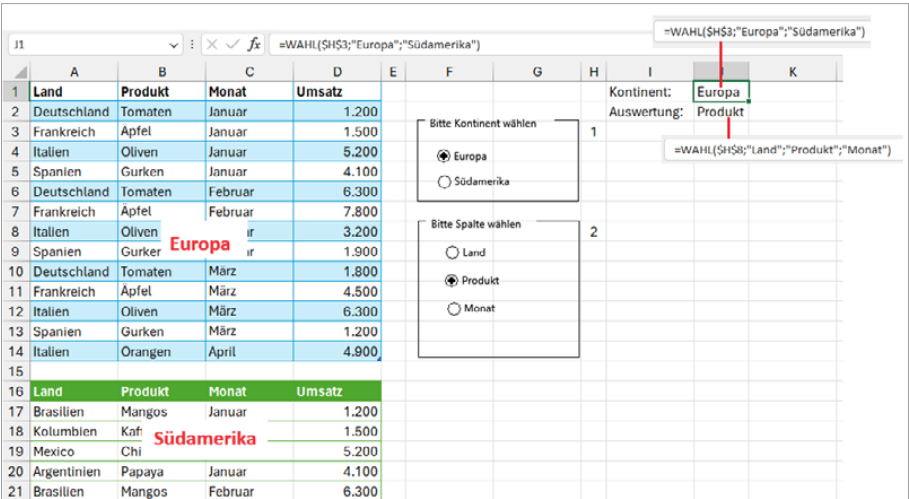 =WAHL($H$3;"Europa";"Südamerika")
J1 fx =WAHL($H$3;"Europa";"Südamerika")
A B C D E F G H I J K
1 Land Produkt Monat Umsatz Kontinent: Europa
2 Deutschland Tomaten Januar 1.200 Auswertung: Produkt
Bitte Kontinent wählen
3 Frankreich Äpfel Januar 1.500 1
4 Italien Oliven Januar 5.200 Europa =WAHL($H$8;"Land";"Produkt";"Monat")
5 Spanien Gurken Januar 4.100 Südamerika
6 Deutschland Tomaten Februar 6.300
7 Frankreich Äpfel Februar 7.800
Bitte Spalte wählen
8 Italien Oliven 3.200 2
Europa
9 Spanien Gurken 1.900 Land
10 Deutschland Tomaten März 1.800 Produkt
11 Frankreich Äpfel März 4.500
12 Italien Oliven März 6.300 Monat
13 Spanien Gurken März 1.200
14 Italien Orangen April 4.900
15
16 Land Produkt Monat Umsatz
17 Brasilien Mangos Januar 1.200
18 Kolumbien Kaf 1.500
Südamerika
19 Mexico Chi 5.200
20 Argentinien Papaya Januar 4.100
21 Brasilien Mangos Februar 6.300